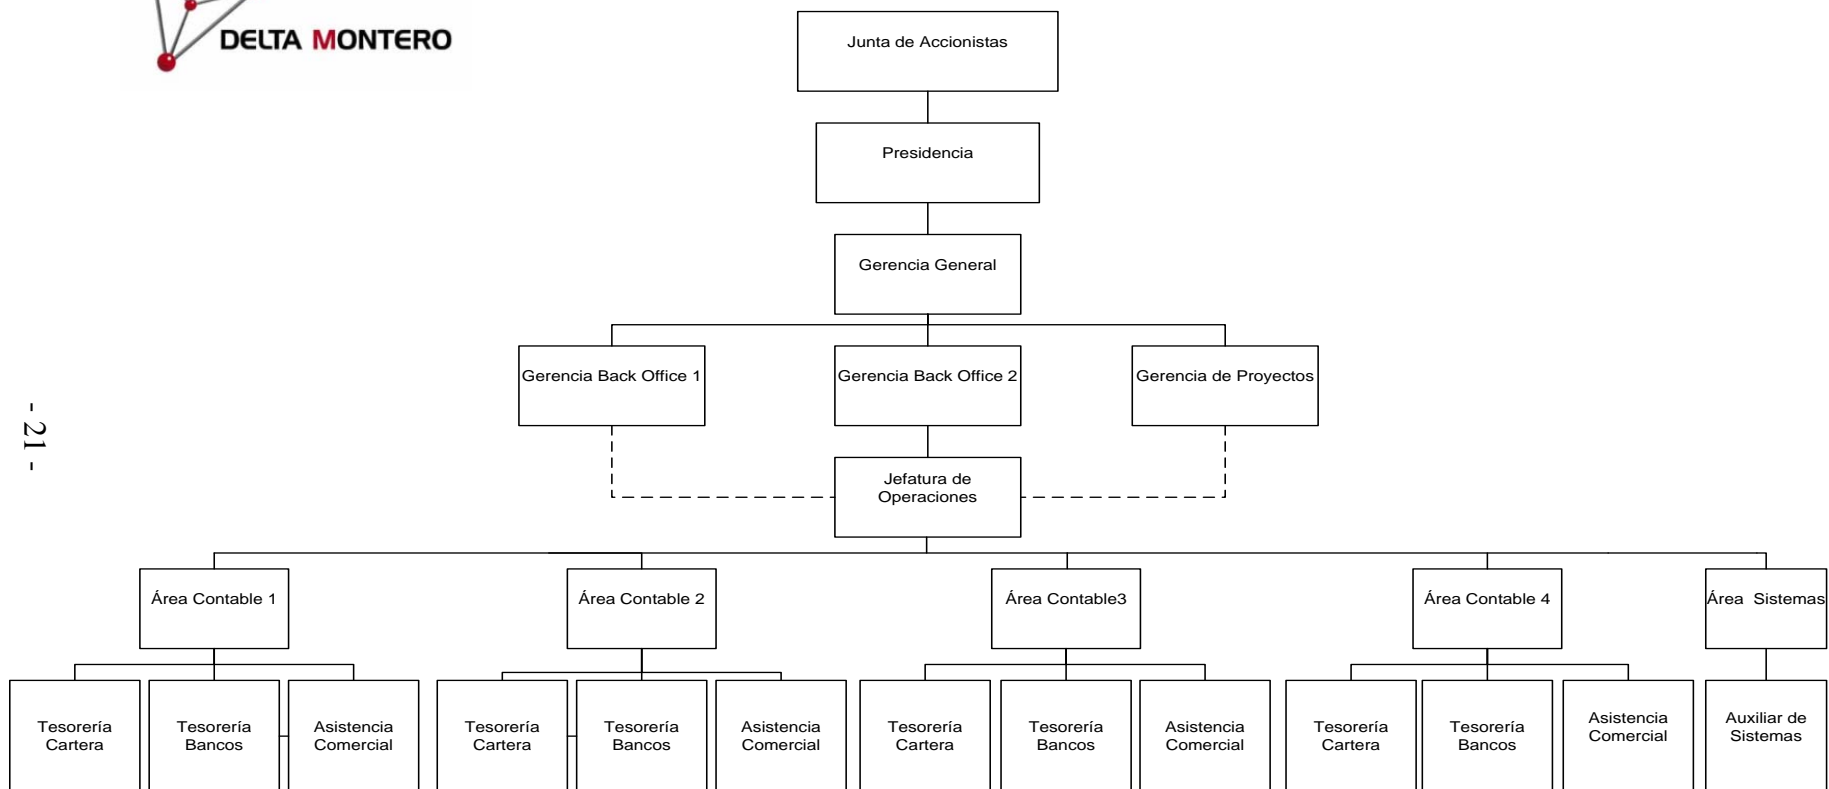 DELTA MONTERO
Junta de Accionistas
Presidencia
Gerencia General
Gerencia Back Office 1
Gerencia Back Office 2
Gerencia de Proyectos
- 21 -
Jefatura de
Operaciones
Área Contable 1
Área Contable 2
Área Contable3
Área Contable 4
Área  Sistemas
Tesorería
Cartera
Tesorería
Bancos
Asistencia
Comercial
Tesorería
Cartera
Tesorería
Bancos
Asistencia
Comercial
Tesorería
Cartera
Tesorería
Bancos
Asistencia
Comercial
Tesorería
Cartera
Tesorería
Bancos
Asistencia
Comercial
Auxiliar de
Sistemas